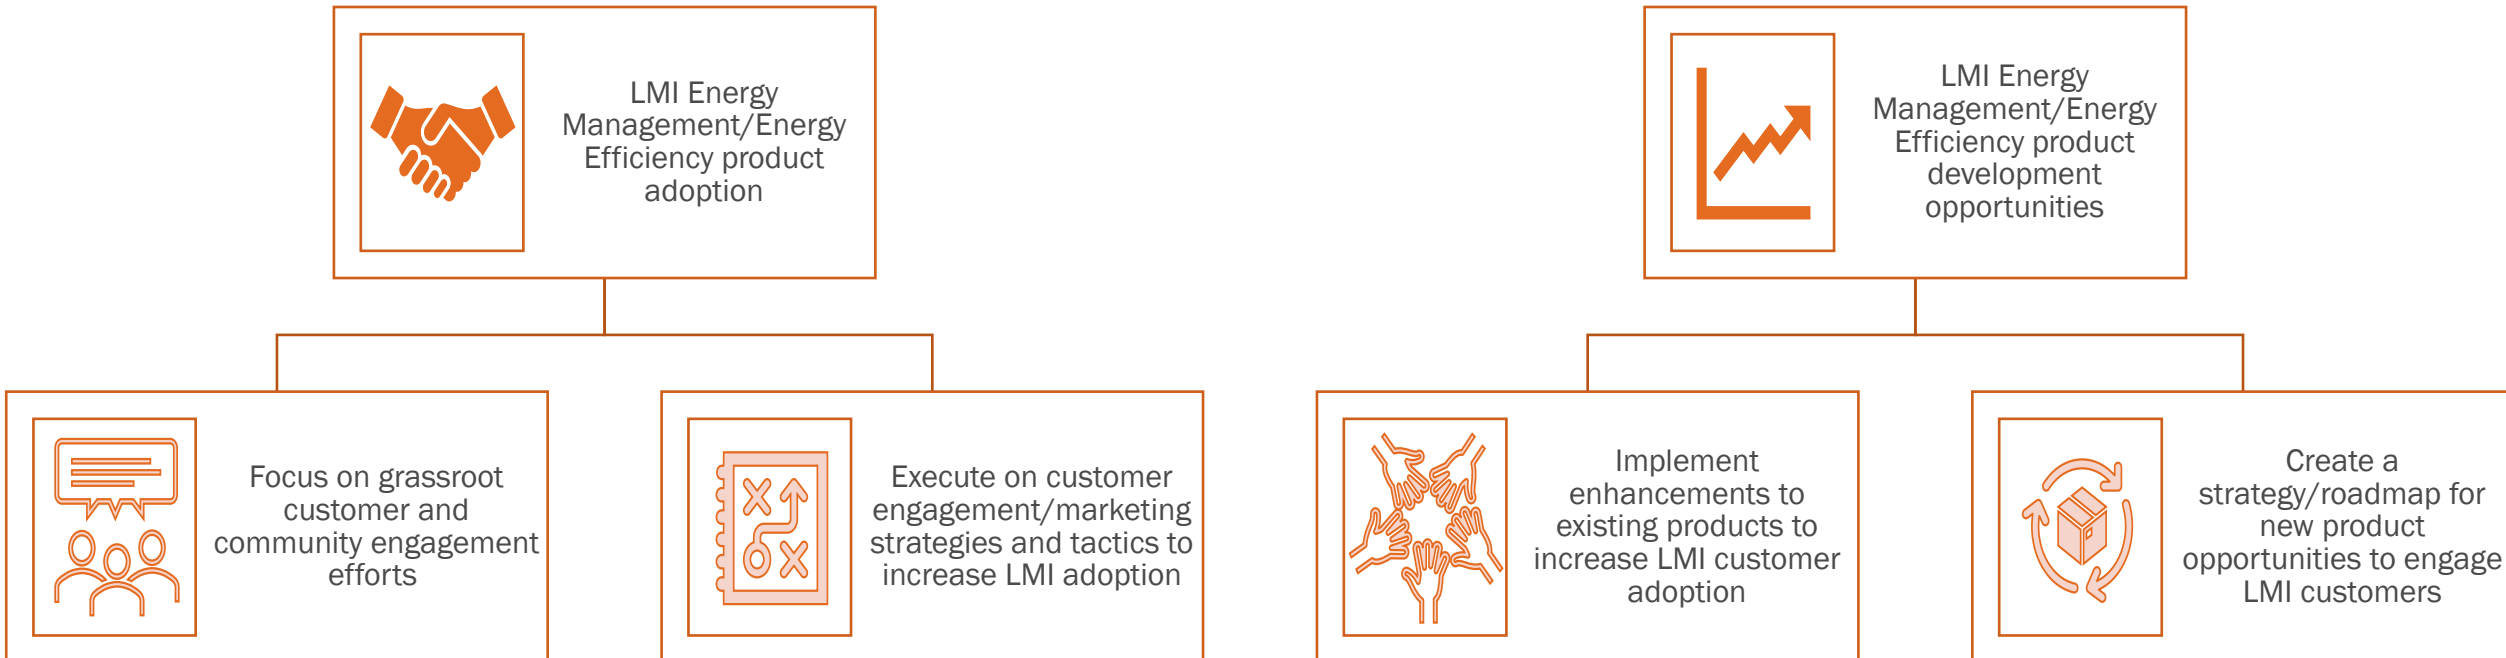 LMI Energy
Management/Energy
Efficiency product
adoption
LMI Energy
Management/Energy
Efficiency product
development
opportunities
Focus on grassroot
customer and
community engagement
efforts
Execute on customer
engagement/marketing
strategies and tactics to
increase LMI adoption
Implement
enhancements to
existing products to
increase LMI customer
adoption
Create a
strategy/roadmap for
new product
opportunities to engage
LMI customers